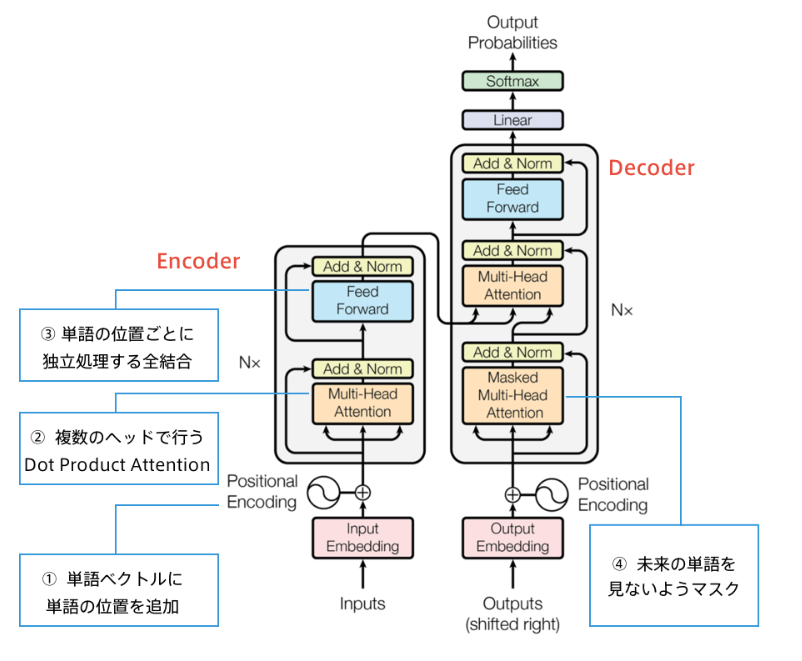 Output
Probabilities
Softmax
Linear
Decoder
Add & Norm
Feed
Forward
Add & Norm
Multi-Head
Attention
N×
Add & Norm
Masked
Multi-Head
Attention
Encoder
Add & Norm
Feed
Forward
N×
Add & Norm
Multi-Head
Attention
③ 単語の位置ごとに
独立処理する全結合
② 複数のヘッドで行う
Dot Product Attention
Positional
Encoding
Positional
Encoding
Input
Embedding
Output
Embedding
① 単語ベクトルに
単語の位置を追加
④ 未来の単語を
見ないようマスク
Inputs
Outputs
(shifted right)